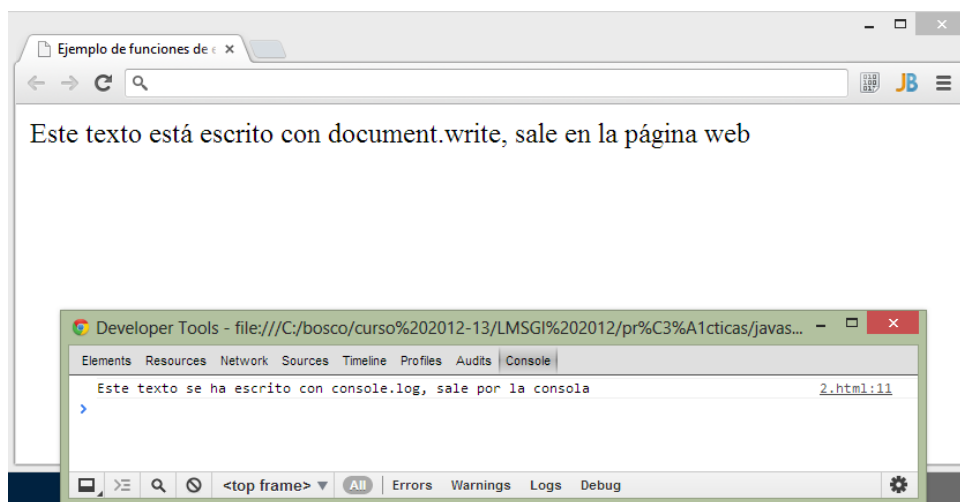 Ejemplo de funciones de e
JB
Este texto está escrito con document.write, sale en la página web
Developer Tools - file:///C:/bosco/curso%202012-13/LMSGI%202012/pr%C3%A1cticas/javas...
Elements Resources Network Sources Timeline Profiles Audits Console
Este texto se ha escrito con console.log, sale por la consola 2.html:11
<top frame> All Errors Warnings Logs Debug